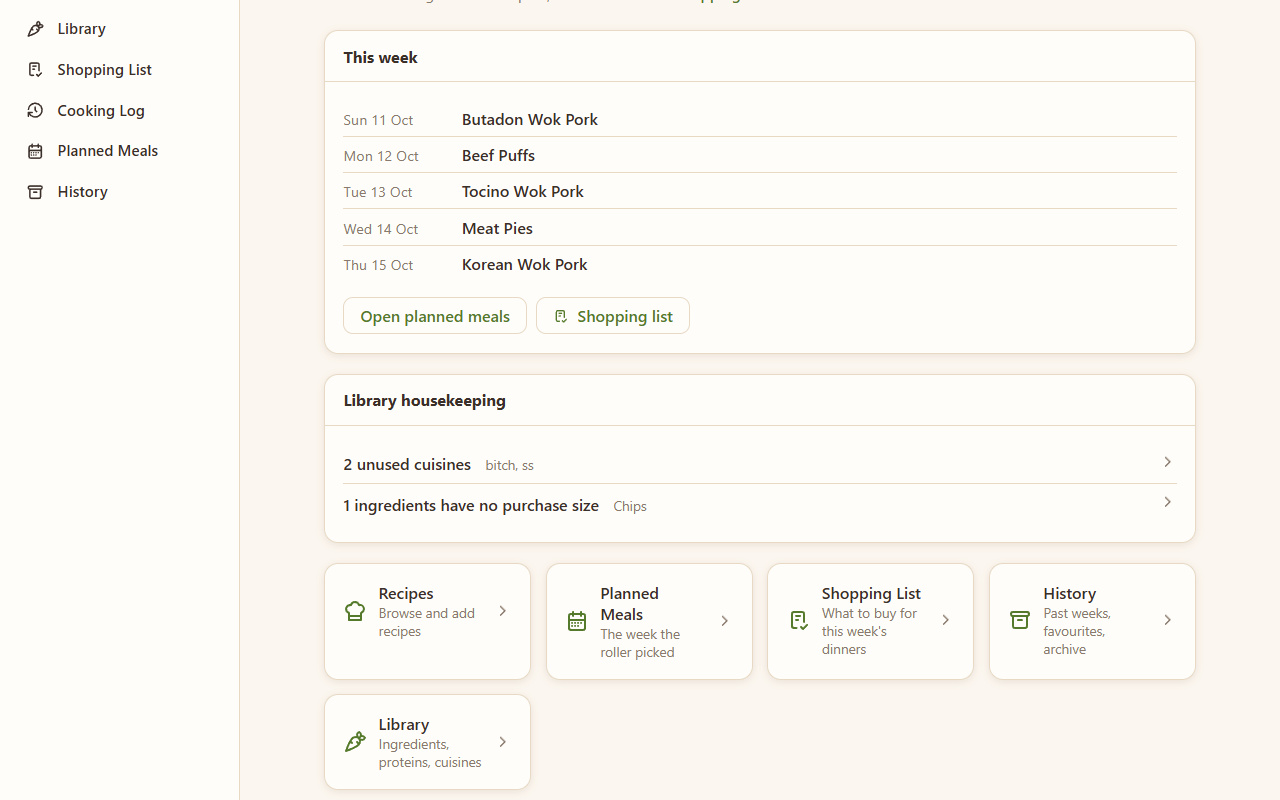 Library
Shopping List
Cooking Log
Planned Meals
History
This week
Sun 11 Oct Butadon Wok Pork
Mon 12 Oct Beef Puffs
Tue 13 Oct Tocino Wok Pork
Wed 14 Oct Meat Pies
Thu 15 Oct Korean Wok Pork
Open planned meals Shopping list
Library housekeeping
2 unused cuisines bitch, ss
1 ingredients have no purchase size Chips
Recipes
Browse and add
recipes
Planned
Meals
The week the
roller picked
Shopping List
What to buy for
this week's
dinners
History
Past weeks,
favourites,
archive
Library
Ingredients,
proteins, cuisines